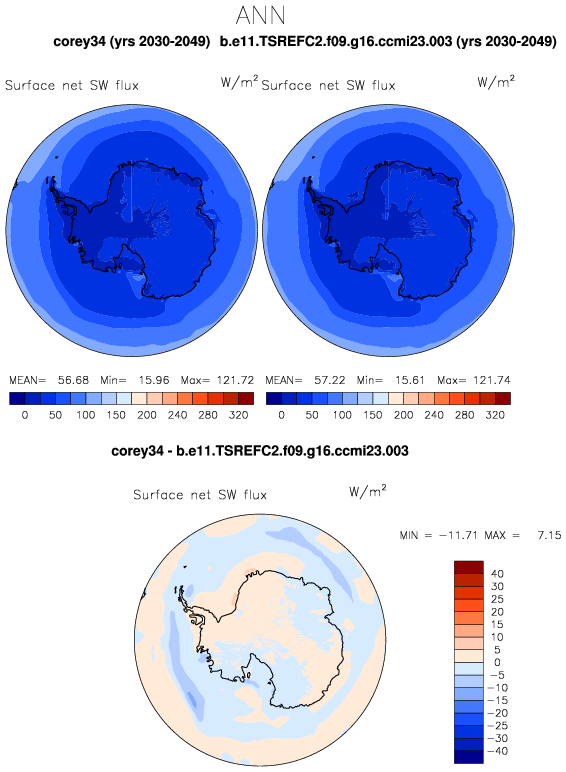 ANN
corey34 (yrs 2030-2049) b.e11.TSREFC2.f09.g16.ccmi23.003 (yrs 2030-2049)
Surface net SW flux W/m² Surface net SW flux W/m²
MEAN= 56.68 Min= 15.96 Max= 121.72 MEAN= 57.22 Min= 15.61 Max= 121.74
0 50 100 150 200 240 280 320 0 50 100 150 200 240 280 320
corey34 - b.e11.TSREFC2.f09.g16.ccmi23.003
Surface net SW flux W/m²
MIN = −11.71 MAX = 7.15
40
30
25
20
15
10
5
0
−5
−10
−15
−20
−25
−30
−40